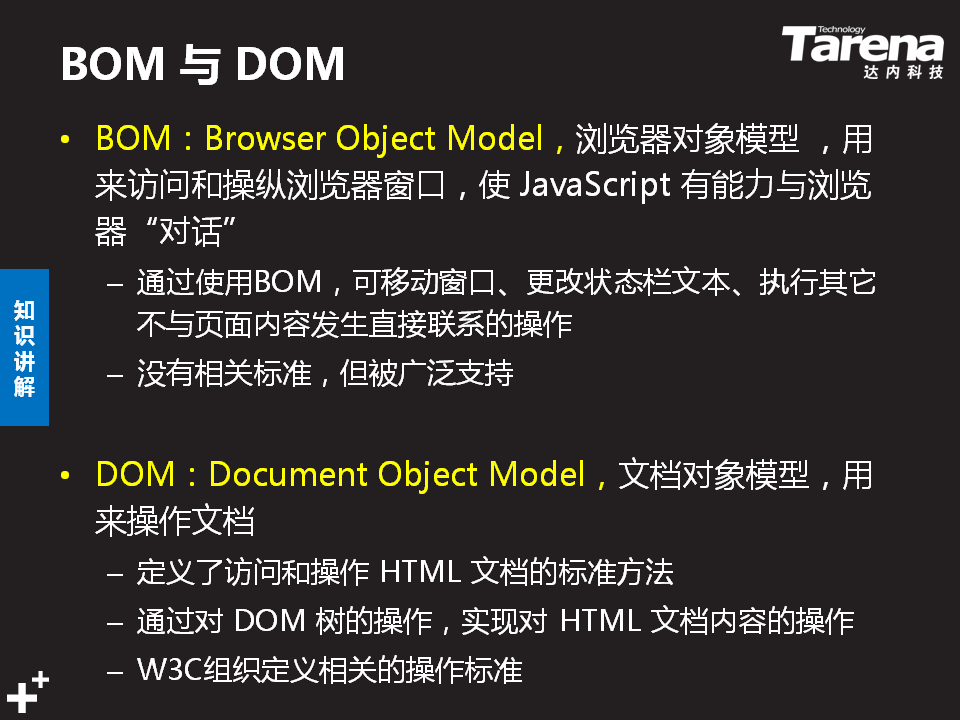 BOM 与 DOM
Technology
Tarena
达内科技
• BOM：Browser Object Model，浏览器对象模型 ，用
来访问和操纵浏览器窗口，使 JavaScript 有能力与浏览
器“对话”
– 通过使用BOM，可移动窗口、更改状态栏文本、执行其它
不与页面内容发生直接联系的操作
– 没有相关标准，但被广泛支持
知识讲解
• DOM：Document Object Model，文档对象模型，用
来操作文档
– 定义了访问和操作 HTML 文档的标准方法
– 通过对 DOM 树的操作，实现对 HTML 文档内容的操作
– W3C组织定义相关的操作标准